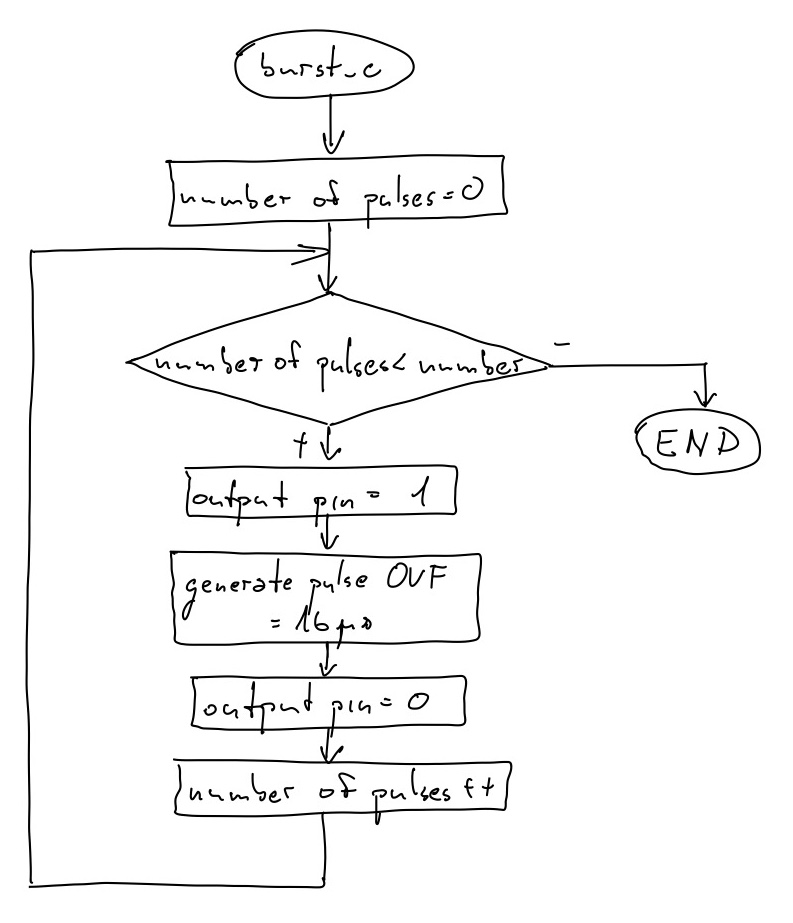 burst_c
number of pulses=0
number of pulses< number
-
END
+
output pin = 1
generate pulse OVF
= 16 µs
output pin = 0
number of pulses ++